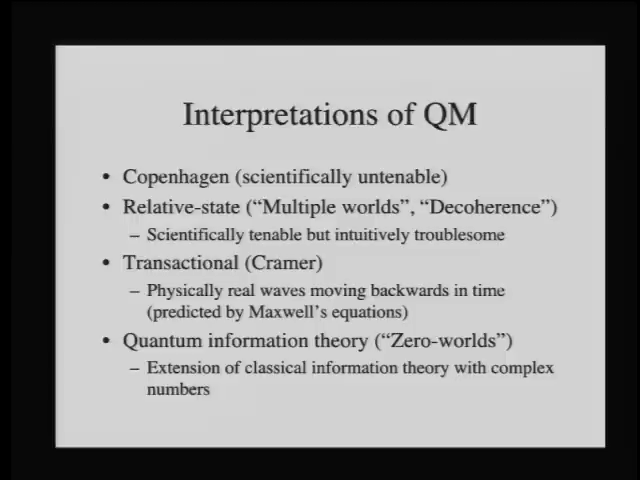 Interpretations of QM
• Copenhagen (scientifically untenable)
• Relative-state (“Multiple worlds”, “Decoherence”)
– Scientifically tenable but intuitively troublesome
• Transactional (Cramer)
– Physically real waves moving backwards in time
(predicted by Maxwell’s equations)
• Quantum information theory (“Zero-worlds”)
– Extension of classical information theory with complex
numbers